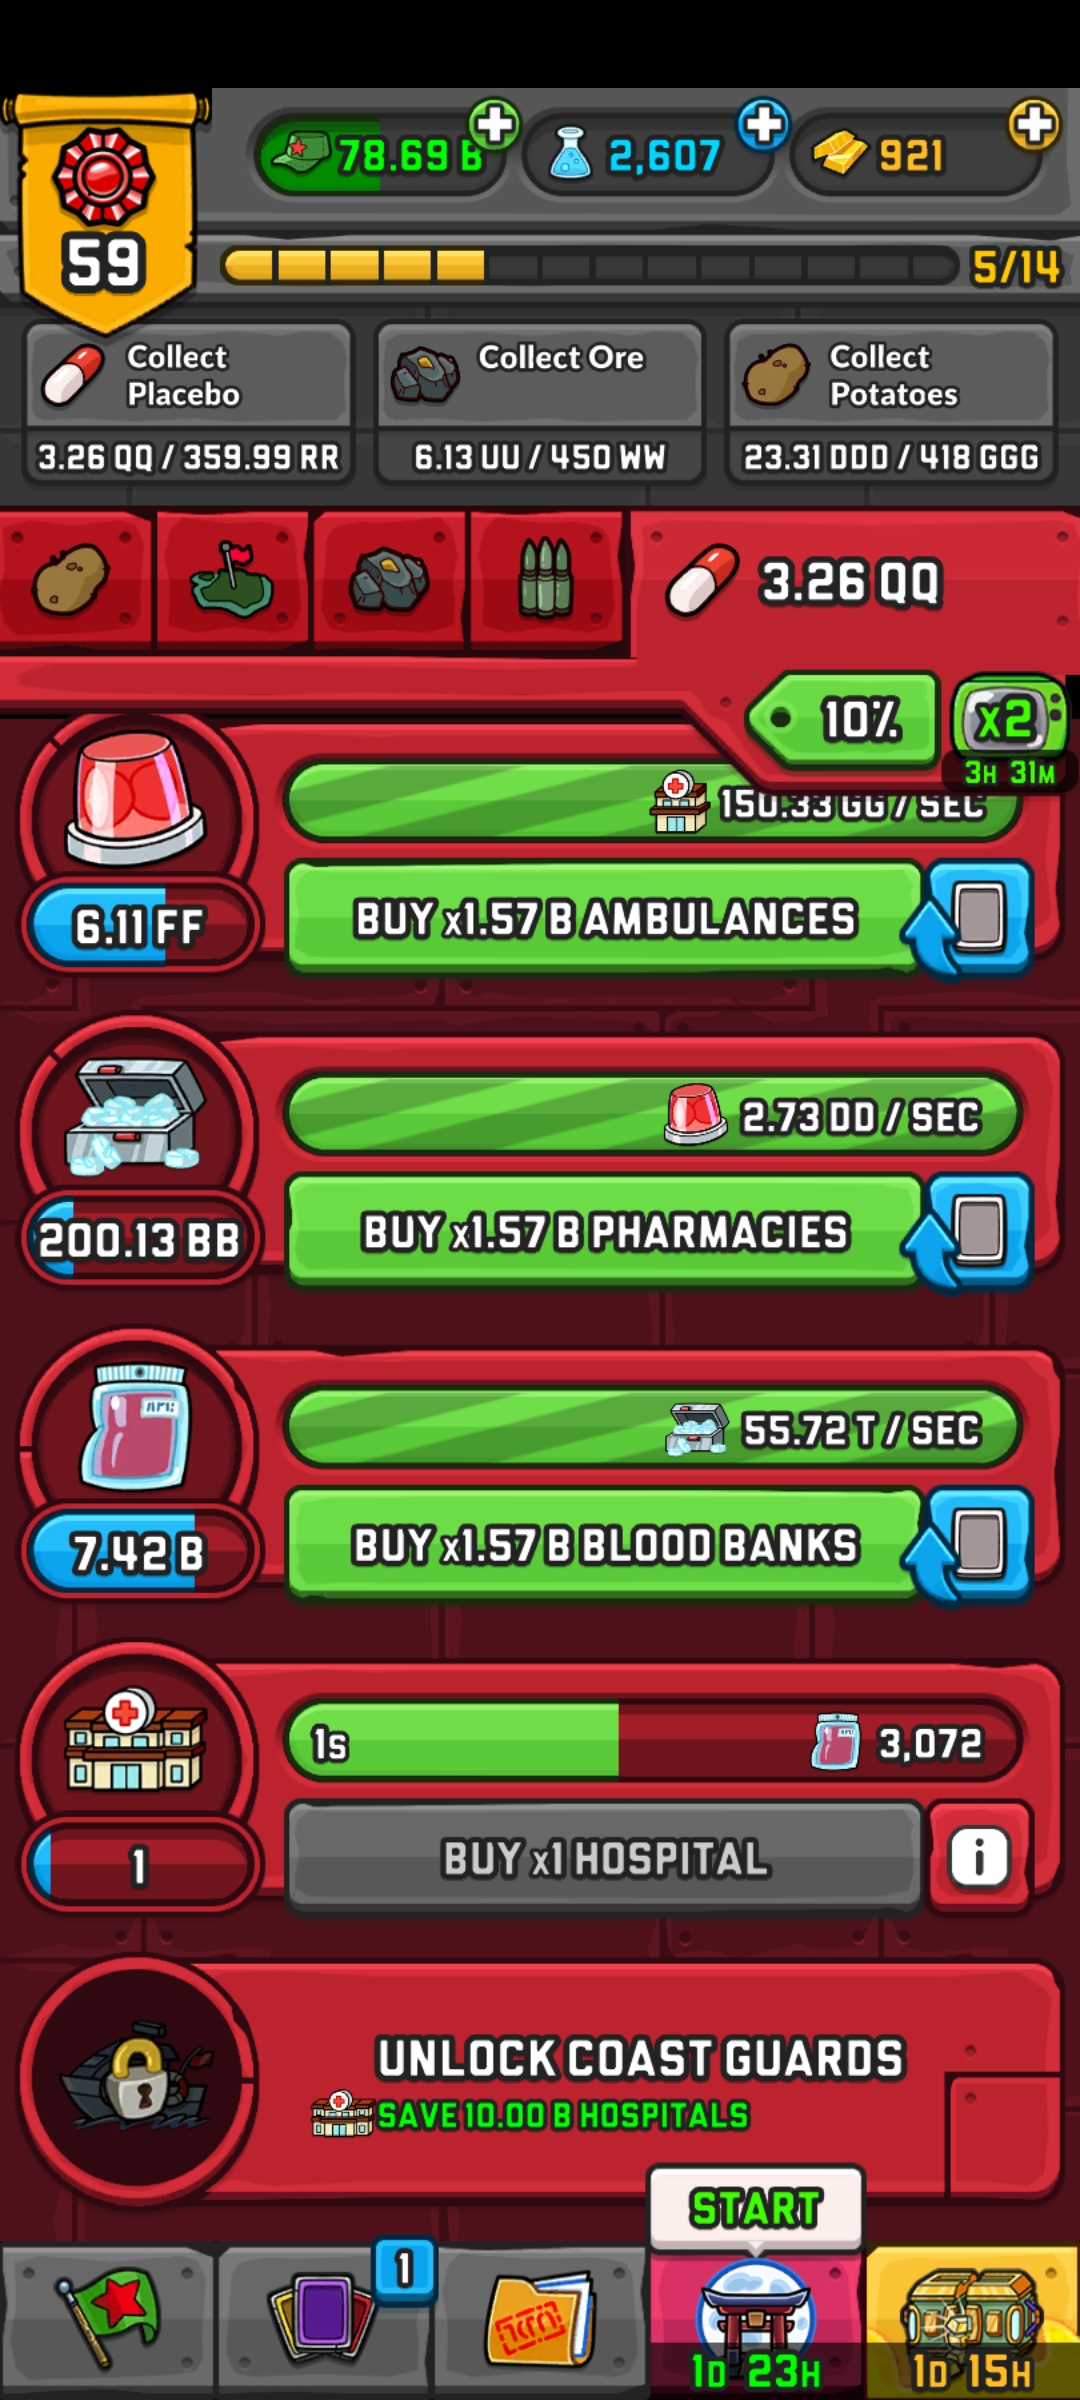 78.69 B
2,607
921
59
5/14
Collect
Placebo
3.26 QQ / 359.99 RR
Collect Ore
6.13 UU / 450 WW
Collect
Potatoes
23.31 DDD / 418 GGG
3.26 QQ
10%
x2
3H 31M
150.33 GG / SEC
6.11 FF
BUY x1.57 B AMBULANCES
2.73 DD / SEC
200.13 BB
BUY x1.57 B PHARMACIES
55.72 T / SEC
7.42 B
BUY x1.57 B BLOOD BANKS
1s
3,072
1
BUY x1 HOSPITAL
i
UNLOCK COAST GUARDS
SAVE 10.00 B HOSPITALS
START
1
1D 23H
1D 15H